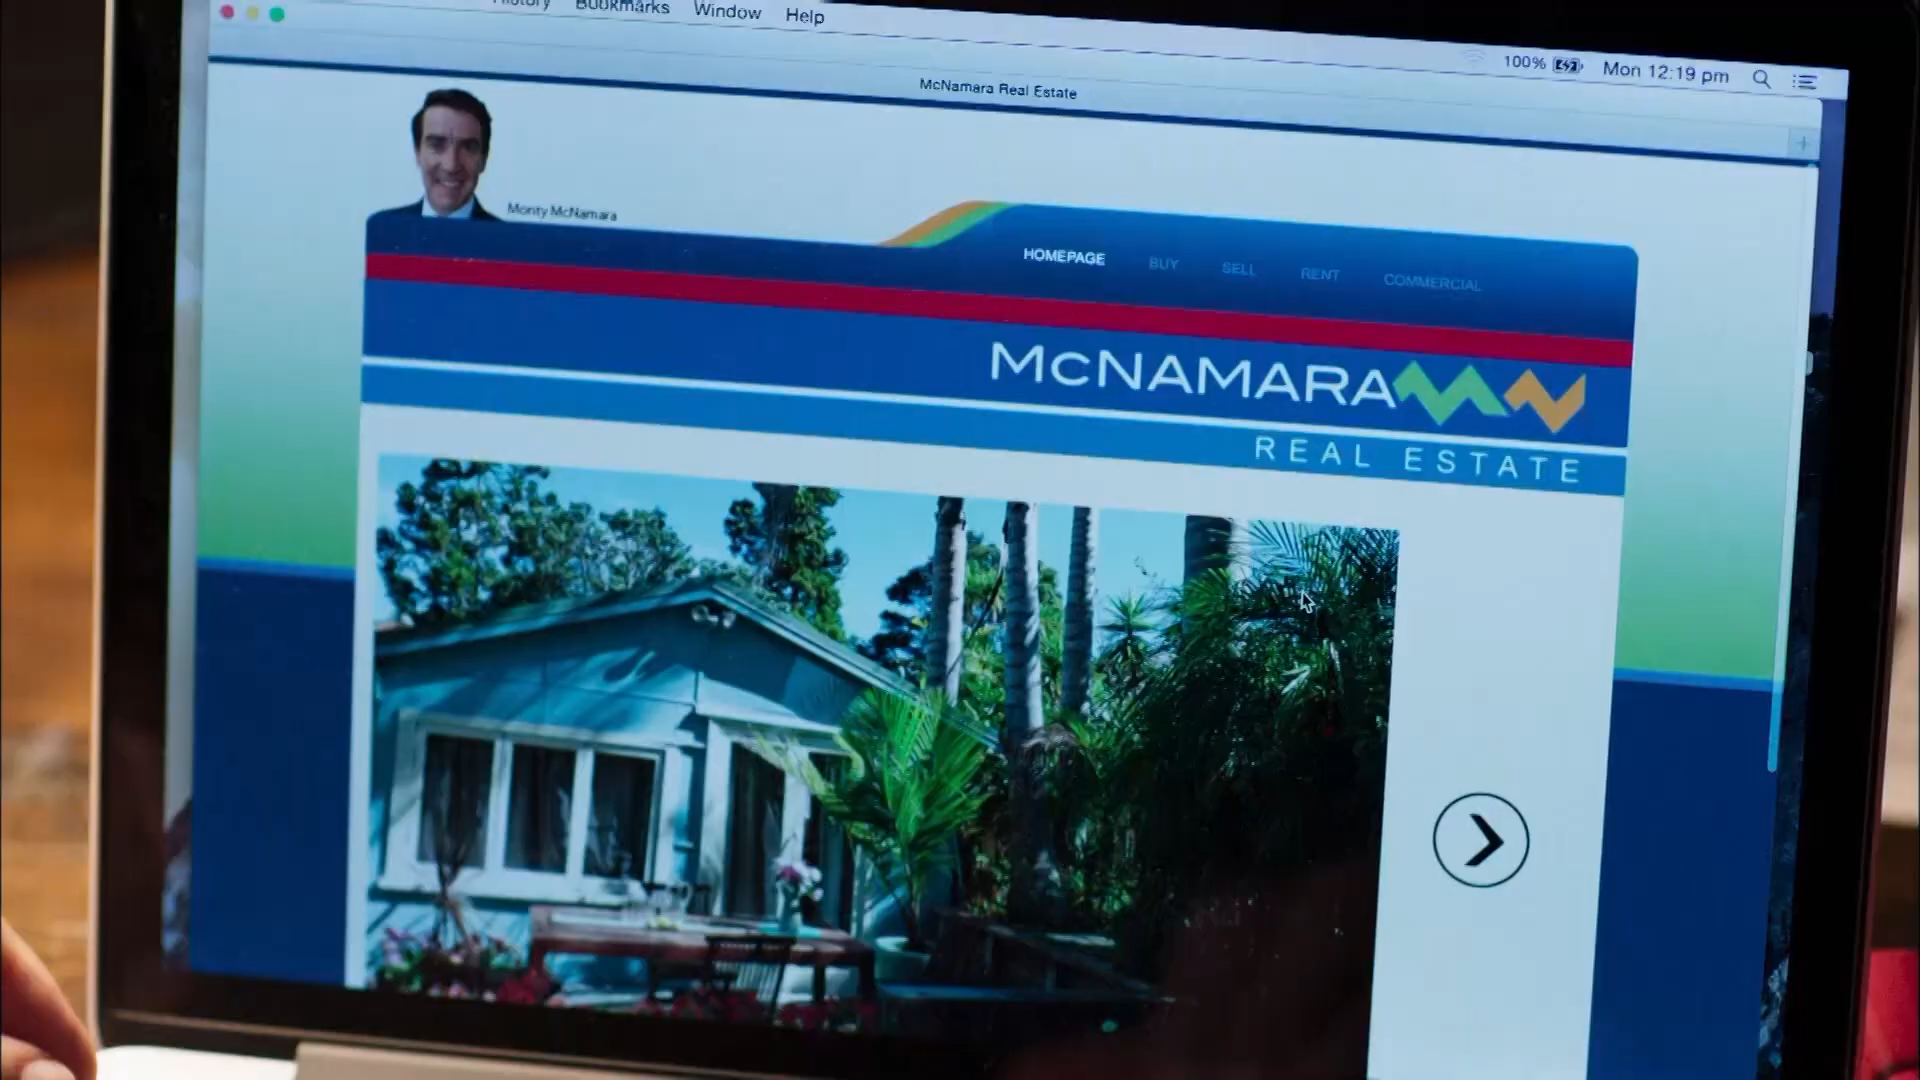 History Bookmarks Window Help
100% Mon 12:19 pm
McNamara Real Estate
Monty McNamara
HOMEPAGE BUY SELL RENT COMMERCIAL
McNAMARA
REAL ESTATE